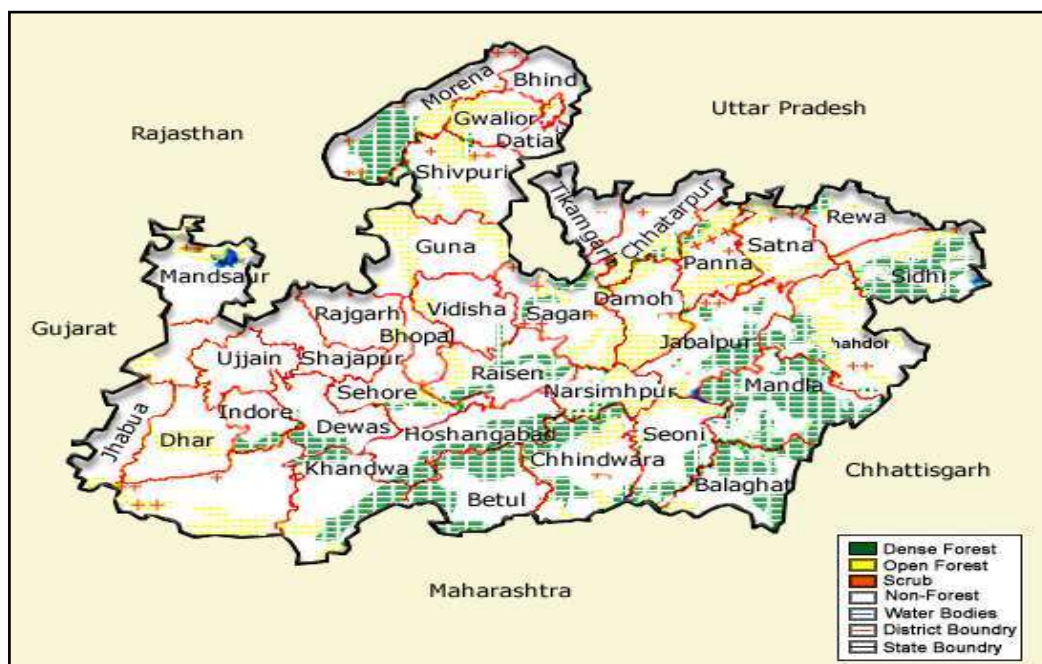 Uttar Pradesh
Rajasthan
Morena
Bhind
Gwalior
Datia
Shivpuri
Tikamgarh
Chhatarpur
Rewa
Guna
Satna
Panna
Sidhi
Mandsaur
Gujarat
Rajgarh
Vidisha
Sagar
Damoh
Bhopal
Ujjain
Shajapur
Jabalpur
hahdor
Raisen
Mandla
Sehore
Narsimhpur
Jhabua
Indore
Dhar
Dewas
Hoshangabad
Seoni
Khandwa
Chhindwara
Chhattisgarh
Betul
Balaghat
Maharashtra
Dense Forest
Open Forest
Scrub
Non-Forest
Water Bodies
District Boundry
State Boundry